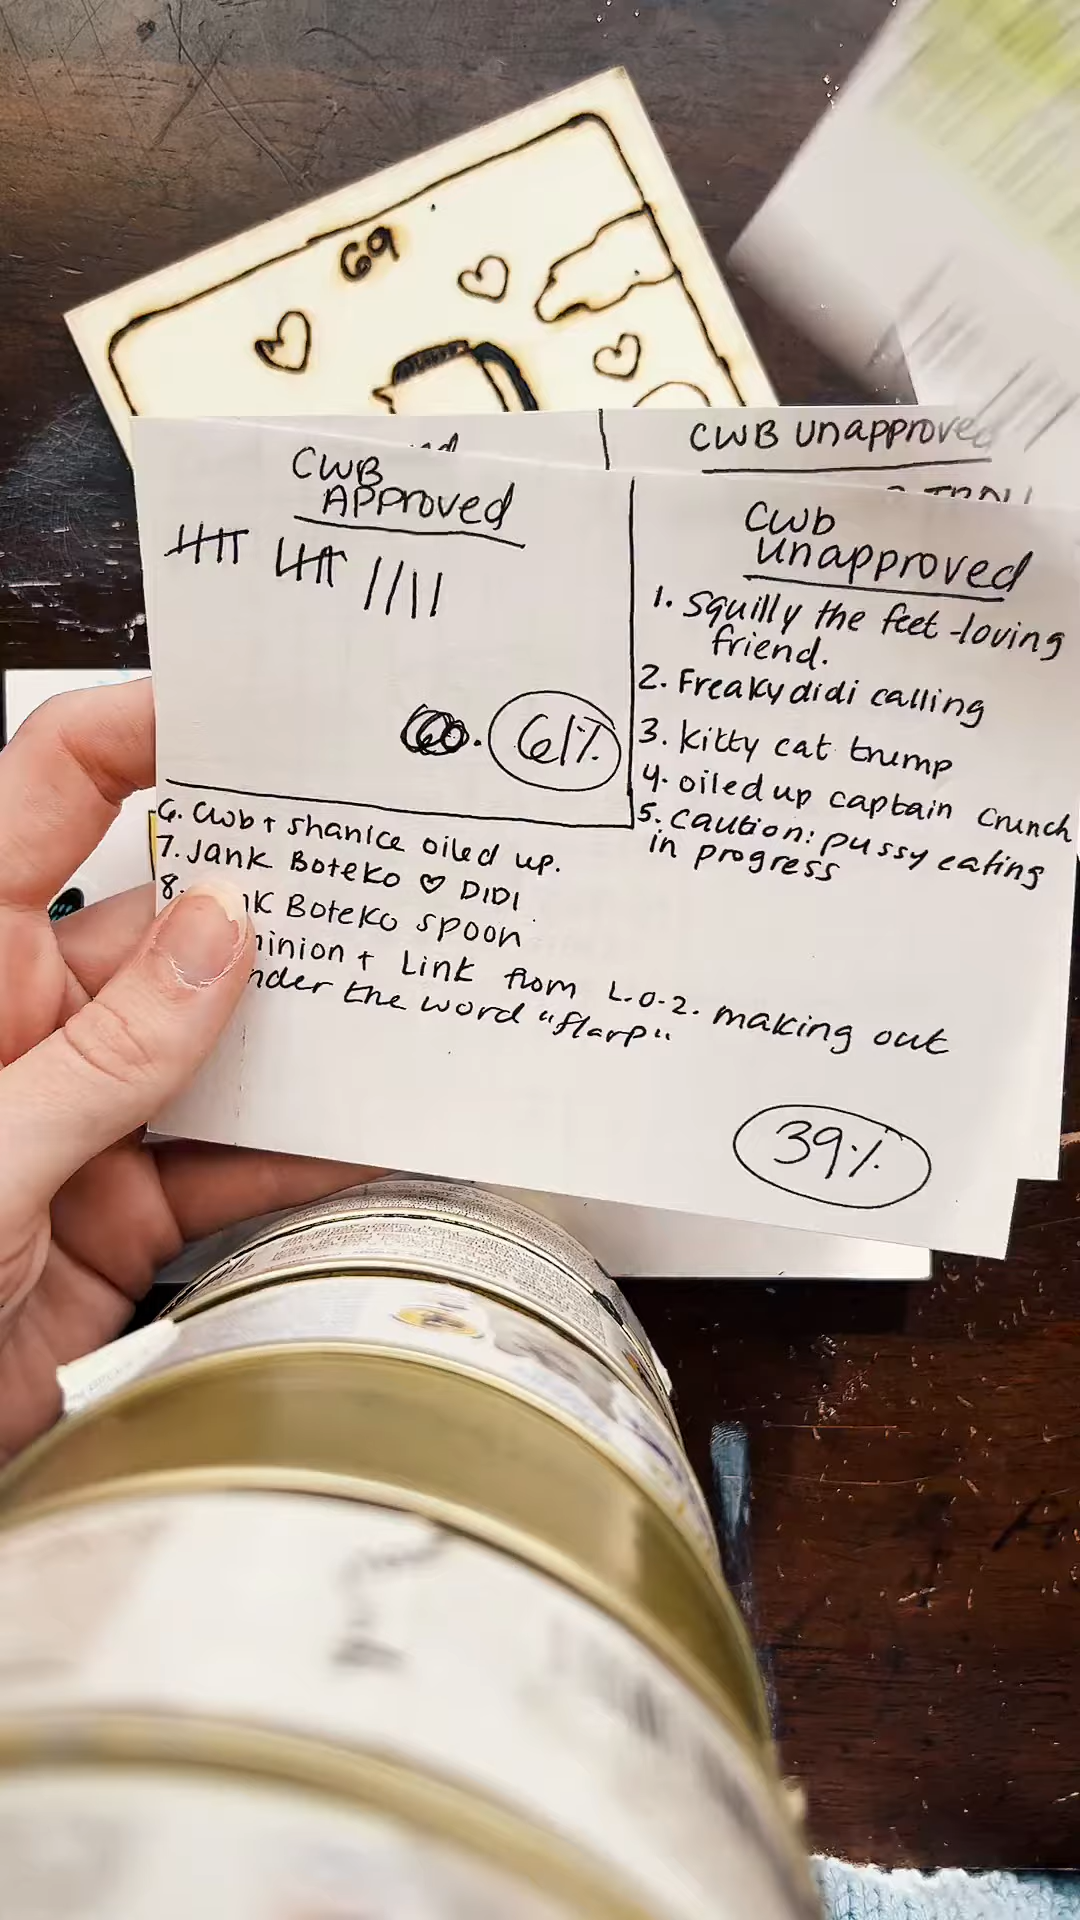 69
CWB unapproved
CWB
Approved
61%
CWb
unapproved
1. Squilly the feet-loving
friend.
2. Freaky didi calling
3. kitty cat trump
4. oiled up captain crunch
5. caution: pussy eating
in progress
6. Cwb + shanice oiled up.
7. Jank Boteko ♡ DIDI
8. Boteko spoon
minion + Link from L.O.Z. making out
under the word "flarp"
39%